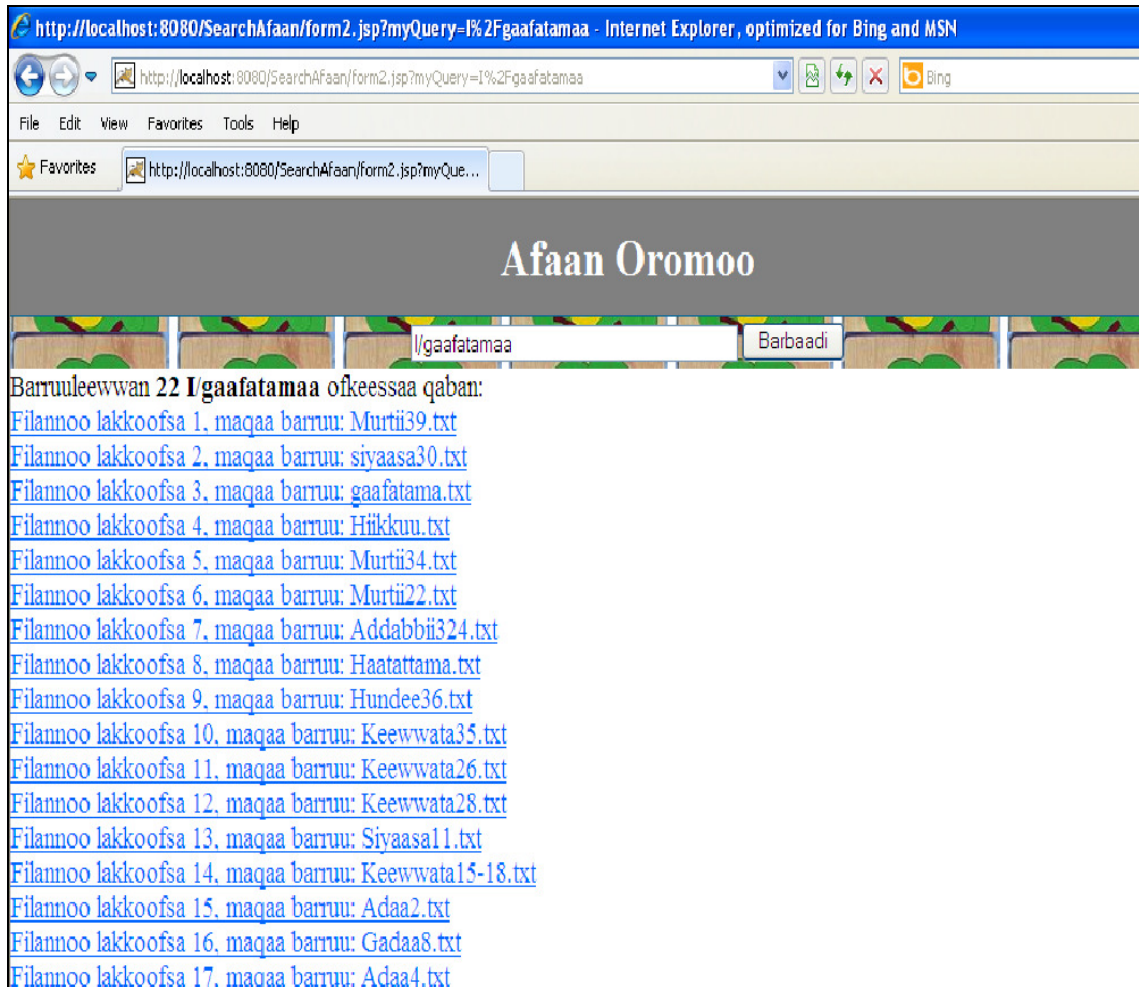 http://localhost:8080/SearchAfaan/form2.jsp?myQuery=I%2Fgaafatamaa - Internet Explorer, optimized for Bing and MSN
http://localhost:8080/SearchAfaan/form2.jsp?myQuery=I%2Fgaafatamaa Bing
File Edit View Favorites Tools Help
Favorites http://localhost:8080/SearchAfaan/form2.jsp?myQue...
Afaan Oromoo
I/gaafatamaa Barbaadi
Barruuleewwan 22 I/gaafatamaa ofkeessaa qaban:
Filannoo lakkoofsa 1, maqaa barruu: Murtii39.txt
Filannoo lakkoofsa 2, maqaa barruu: siyaasa30.txt
Filannoo lakkoofsa 3, maqaa barruu: gaafatama.txt
Filannoo lakkoofsa 4, maqaa barruu: Hiikkuu.txt
Filannoo lakkoofsa 5, maqaa barruu: Murtii34.txt
Filannoo lakkoofsa 6, maqaa barruu: Murtii22.txt
Filannoo lakkoofsa 7, maqaa barruu: Addabbii324.txt
Filannoo lakkoofsa 8, maqaa barruu: Haatattama.txt
Filannoo lakkoofsa 9, maqaa barruu: Hundee36.txt
Filannoo lakkoofsa 10, maqaa barruu: Keewwata35.txt
Filannoo lakkoofsa 11, maqaa barruu: Keewwata26.txt
Filannoo lakkoofsa 12, maqaa barruu: Keewwata28.txt
Filannoo lakkoofsa 13, maqaa barruu: Siyaasa11.txt
Filannoo lakkoofsa 14, maqaa barruu: Keewwata15-18.txt
Filannoo lakkoofsa 15, maqaa barruu: Adaa2.txt
Filannoo lakkoofsa 16, maqaa barruu: Gadaa8.txt
Filannoo lakkoofsa 17, maqaa barruu: Adaa4.txt